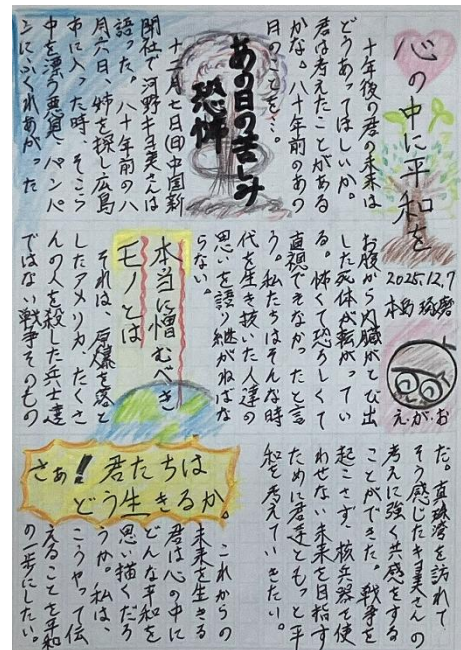 心の中に平和を
2025.12.7
え・が・お
十年後の君の未来は
どうあってほしいか。
君は考えたことがある
かな。八十年前のあの
日のことを…。
あの日の苦しみ
恐怖
十二月七日(日)中国新
聞社で河野キヨ美さんは
語った。八十年前の八
月六日、姉を探し広島
市に入った時、そこら
中を漂う悪臭、パンパ
ンにふくれあがった
お腹から内臓がとび出
した死体が転がってい
る。怖くて恐ろしくて
直視できなかったと言
う。私たちはそんな時
代を生き抜いた人達の
思いを語り継がねばな
らない。
本当に憎むべき
モノとは
それは、原爆を落と
したアメリカ、たくさ
んの人を殺した兵士達
ではない戦争そのもの
だ。真珠湾を訪れて
そう感じたキヨ美さんの
考えに強く共感をする
ことができた。戦争を
起こさず、核兵器を使
わせない未来を目指す
ために君達ともっと平
和を考えていきたい。
さぁ!君たちは
どう生きるか。
これからの
未来を生きる
君は心の中に
どんな平和を
思い描くだろ
うか。私は、
こうやって伝
えることを平和
の一歩にしたい。